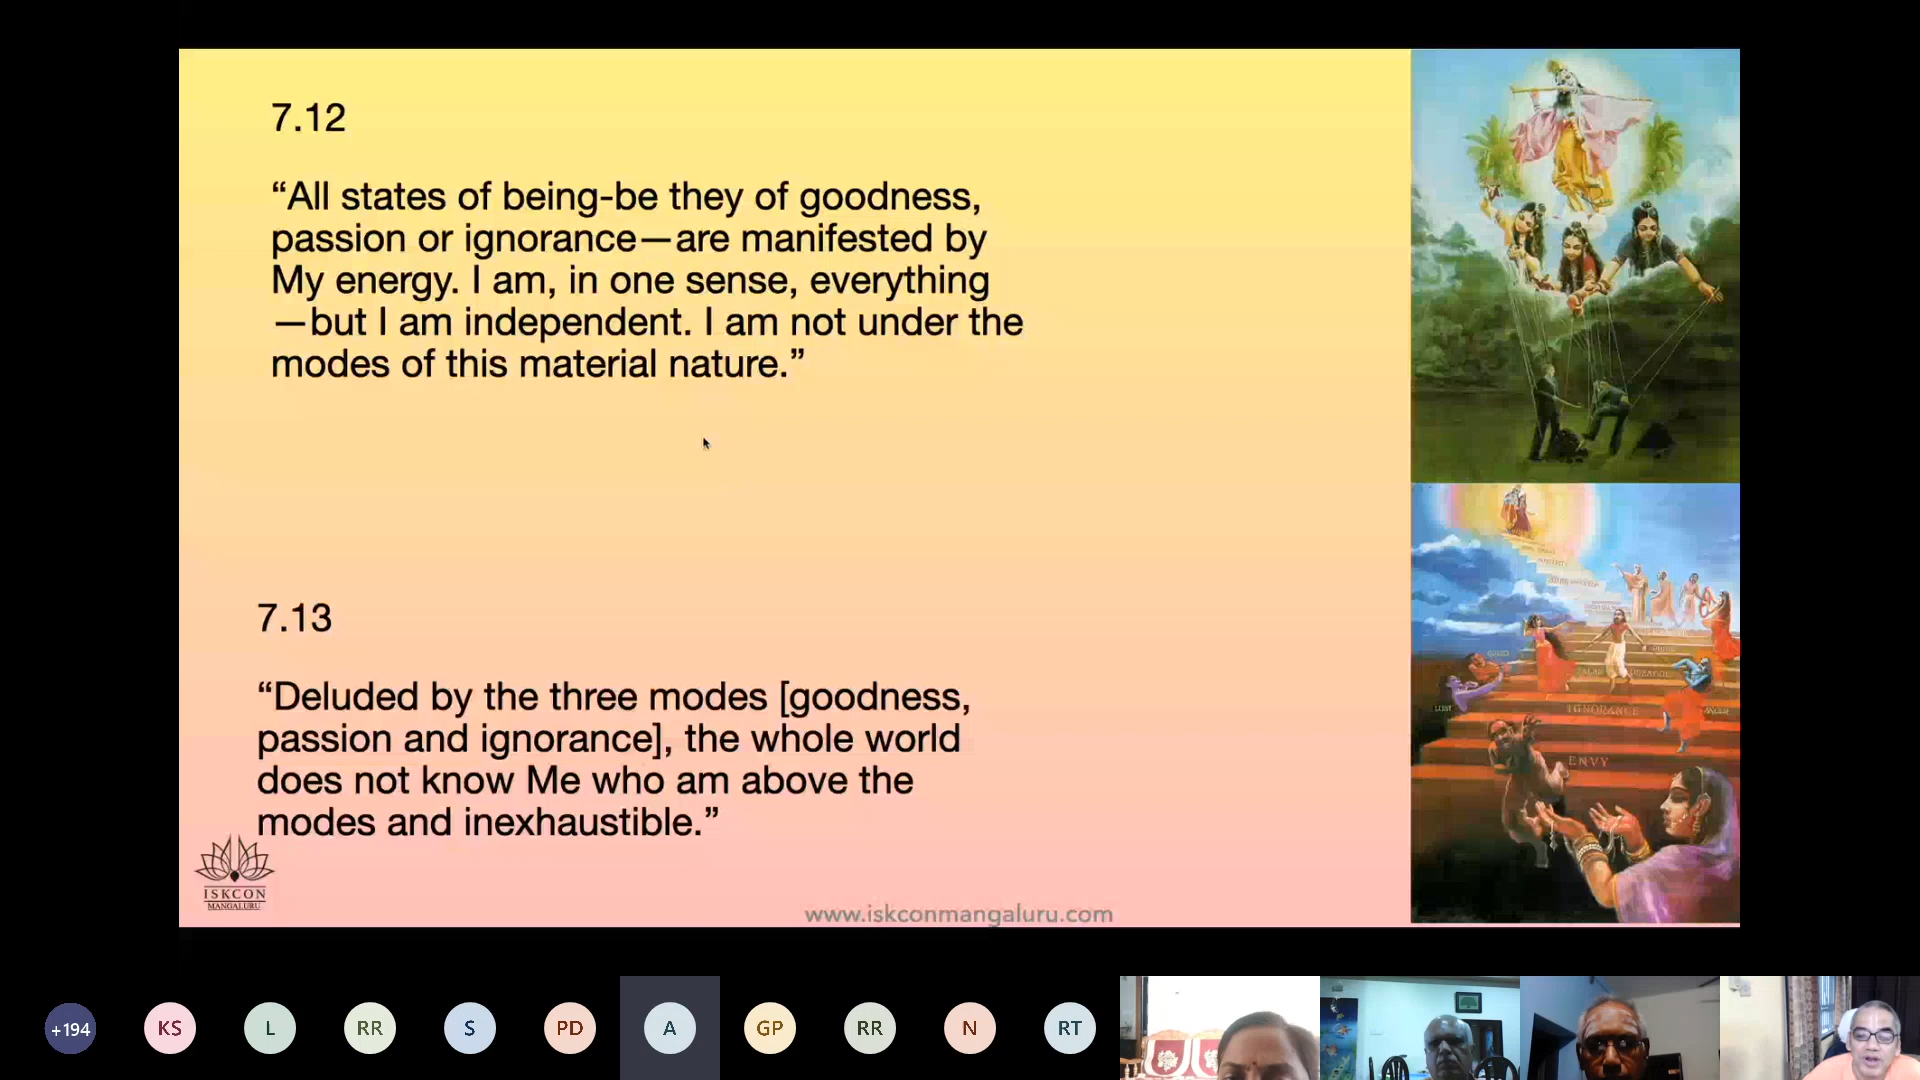 7.12
“All states of being-be they of goodness,
passion or ignorance—are manifested by
My energy. I am, in one sense, everything
—but I am independent. I am not under the
modes of this material nature.”
7.13
“Deluded by the three modes [goodness,
passion and ignorance], the whole world
does not know Me who am above the
modes and inexhaustible.”
ISKCON
MANGALURU
www.iskconmangaluru.com
IGNORANCE
ENVY
+194
KS
L
RR
S
PD
A
GP
RR
N
RT